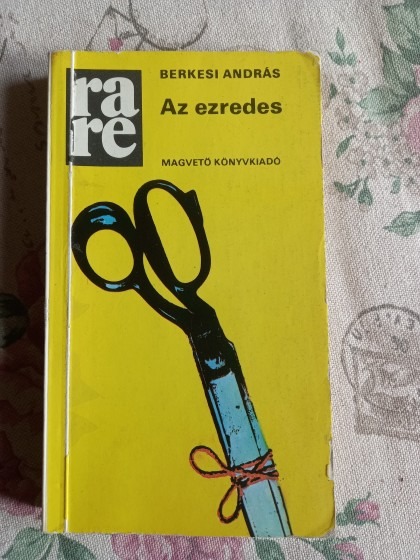 ra
re
BERKESI ANDRÁS
Az ezredes
MAGVETŐ KÖNYVKIADÓ